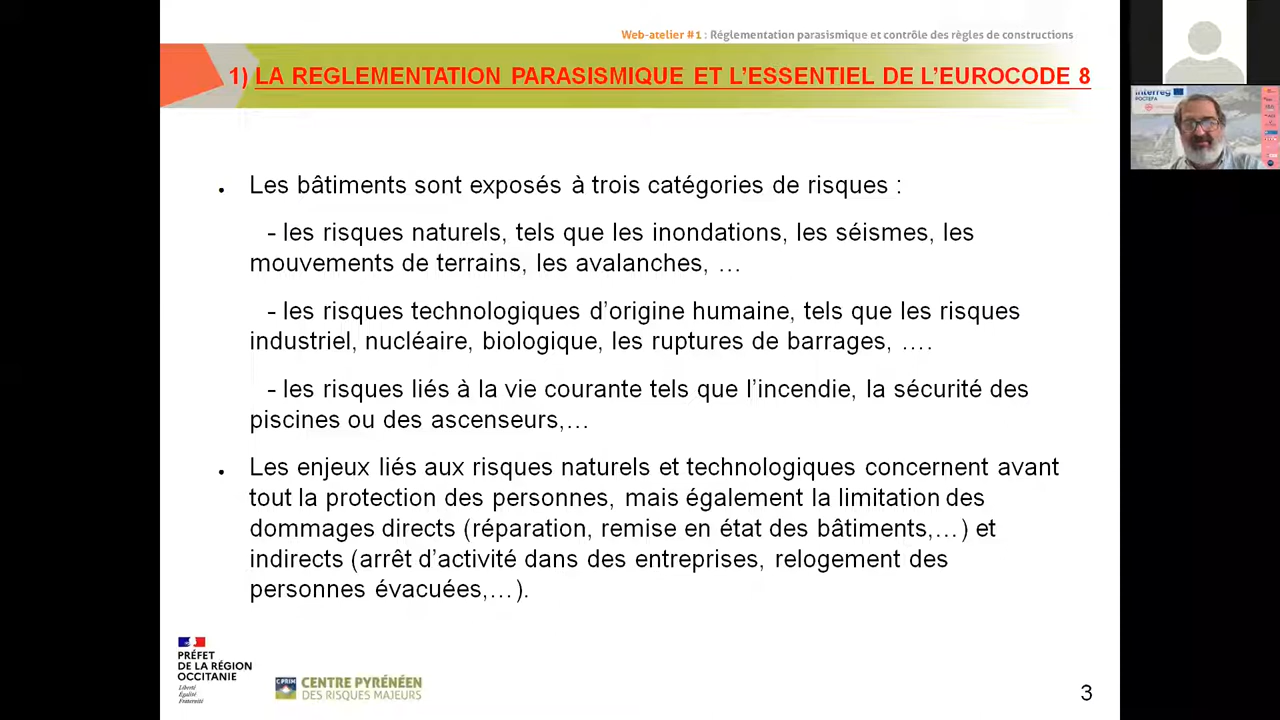 Web-atelier #1 : Réglementation parasismique et contrôle des règles de constructions
1) LA REGLEMENTATION PARASISMIQUE ET L’ESSENTIEL DE L’EUROCODE 8
• Les bâtiments sont exposés à trois catégories de risques :
- les risques naturels, tels que les inondations, les séismes, les
mouvements de terrains, les avalanches, …
- les risques technologiques d’origine humaine, tels que les risques
industriel, nucléaire, biologique, les ruptures de barrages, ….
- les risques liés à la vie courante tels que l’incendie, la sécurité des
piscines ou des ascenseurs,…
• Les enjeux liés aux risques naturels et technologiques concernent avant
tout la protection des personnes, mais également la limitation des
dommages directs (réparation, remise en état des bâtiments,…) et
indirects (arrêt d’activité dans des entreprises, relogement des
personnes évacuées,…).
PRÉFET
DE LA RÉGION
OCCITANIE
Liberté
Égalité
Fraternité
CPRIM
CENTRE PYRÉNÉEN
DES RISQUES MAJEURS
3
Interreg
POCTEFA